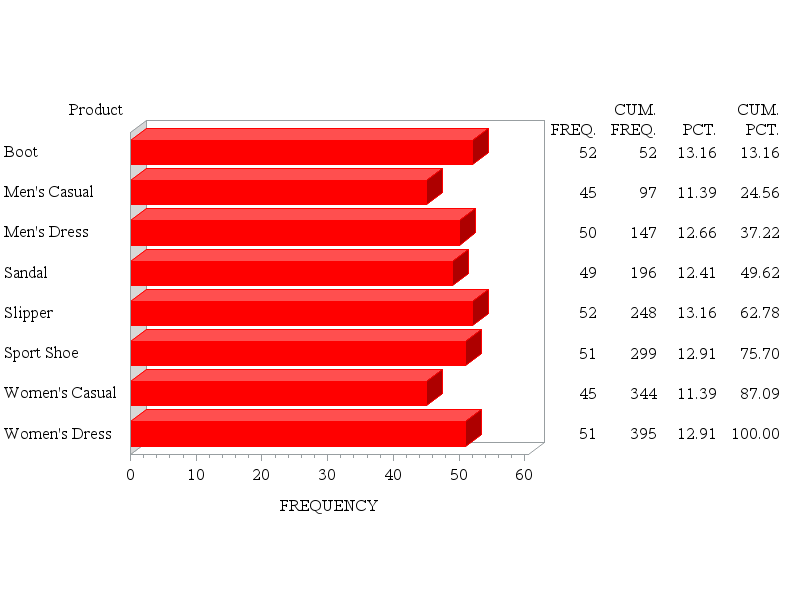 Product FREQ. CUM. FREQ. PCT. CUM. PCT.
Boot 52 52 13.16 13.16
Men's Casual 45 97 11.39 24.56
Men's Dress 50 147 12.66 37.22
Sandal 49 196 12.41 49.62
Slipper 52 248 13.16 62.78
Sport Shoe 51 299 12.91 75.70
Women's Casual 45 344 11.39 87.09
Women's Dress 51 395 12.91 100.00
0 10 20 30 40 50 60
FREQUENCY